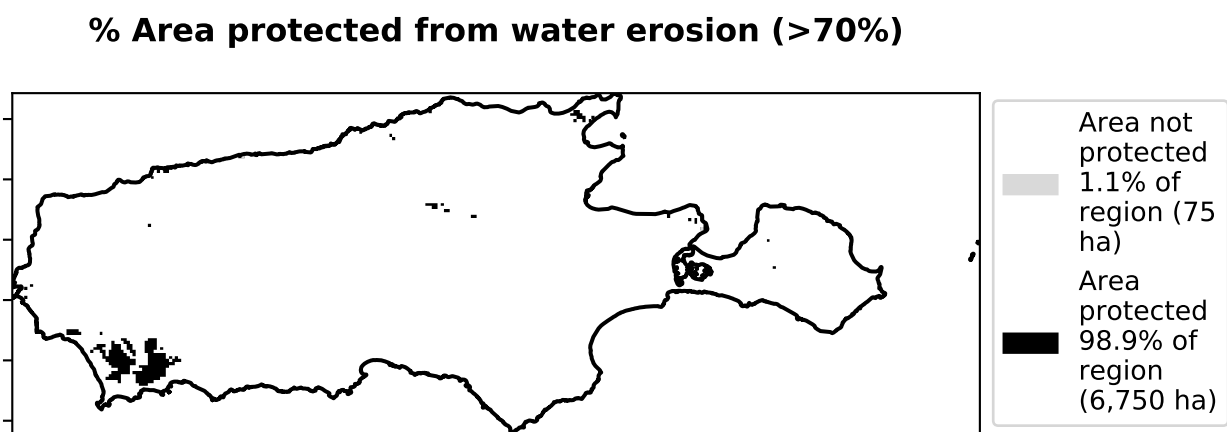 % Area protected from water erosion (>70%)
Area not
protected
1.1% of
region (75
ha)
Area
protected
98.9% of
region
(6,750 ha)